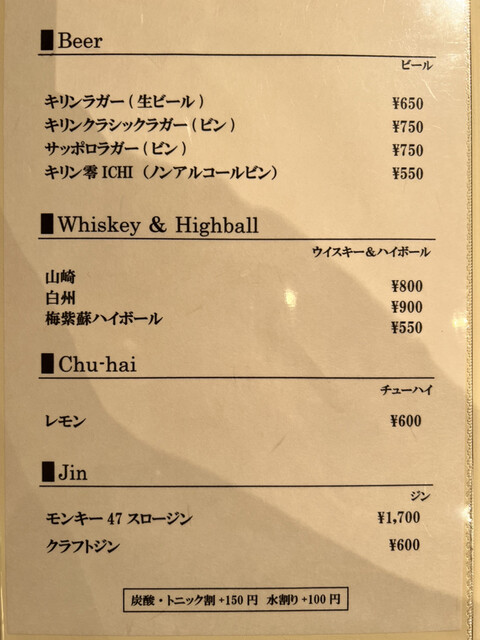 Beer
ビール
キリンラガー(生ビール) ¥650
キリンクラシックラガー(ビン) ¥750
サッポロラガー(ビン) ¥750
キリン零ICHI（ノンアルコールビン） ¥550
Whiskey & Highball
ウイスキー＆ハイボール
山崎 ¥800
白州 ¥900
梅紫蘇ハイボール ¥550
Chu-hai
チューハイ
レモン ¥600
Jin
ジン
モンキー47 スロージン ¥1,700
クラフトジン ¥600
炭酸・トニック割+150円 水割り+100円